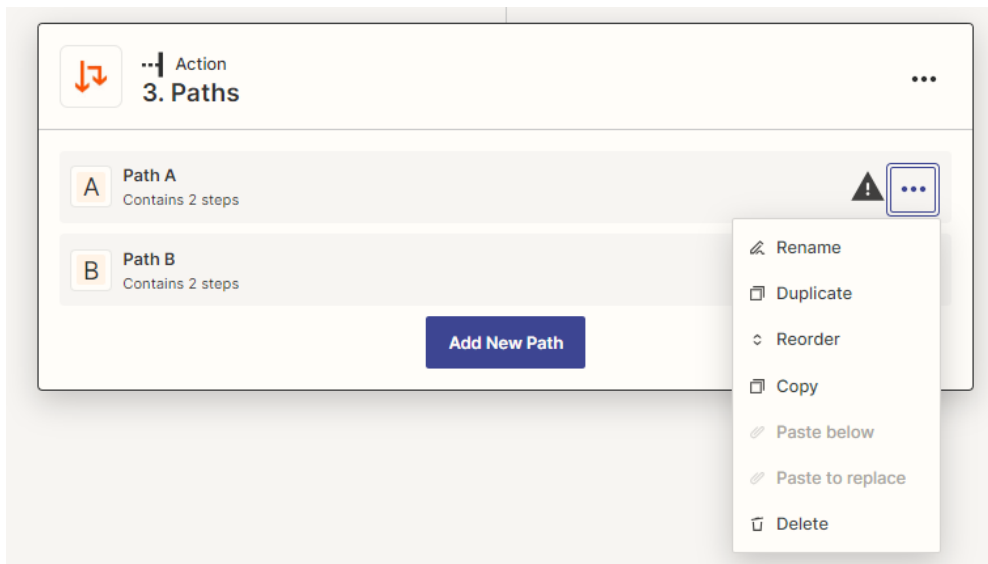 Action
3. Paths
A
Path A
Contains 2 steps
B
Path B
Contains 2 steps
Add New Path
Rename
Duplicate
Reorder
Copy
Paste below
Paste to replace
Delete